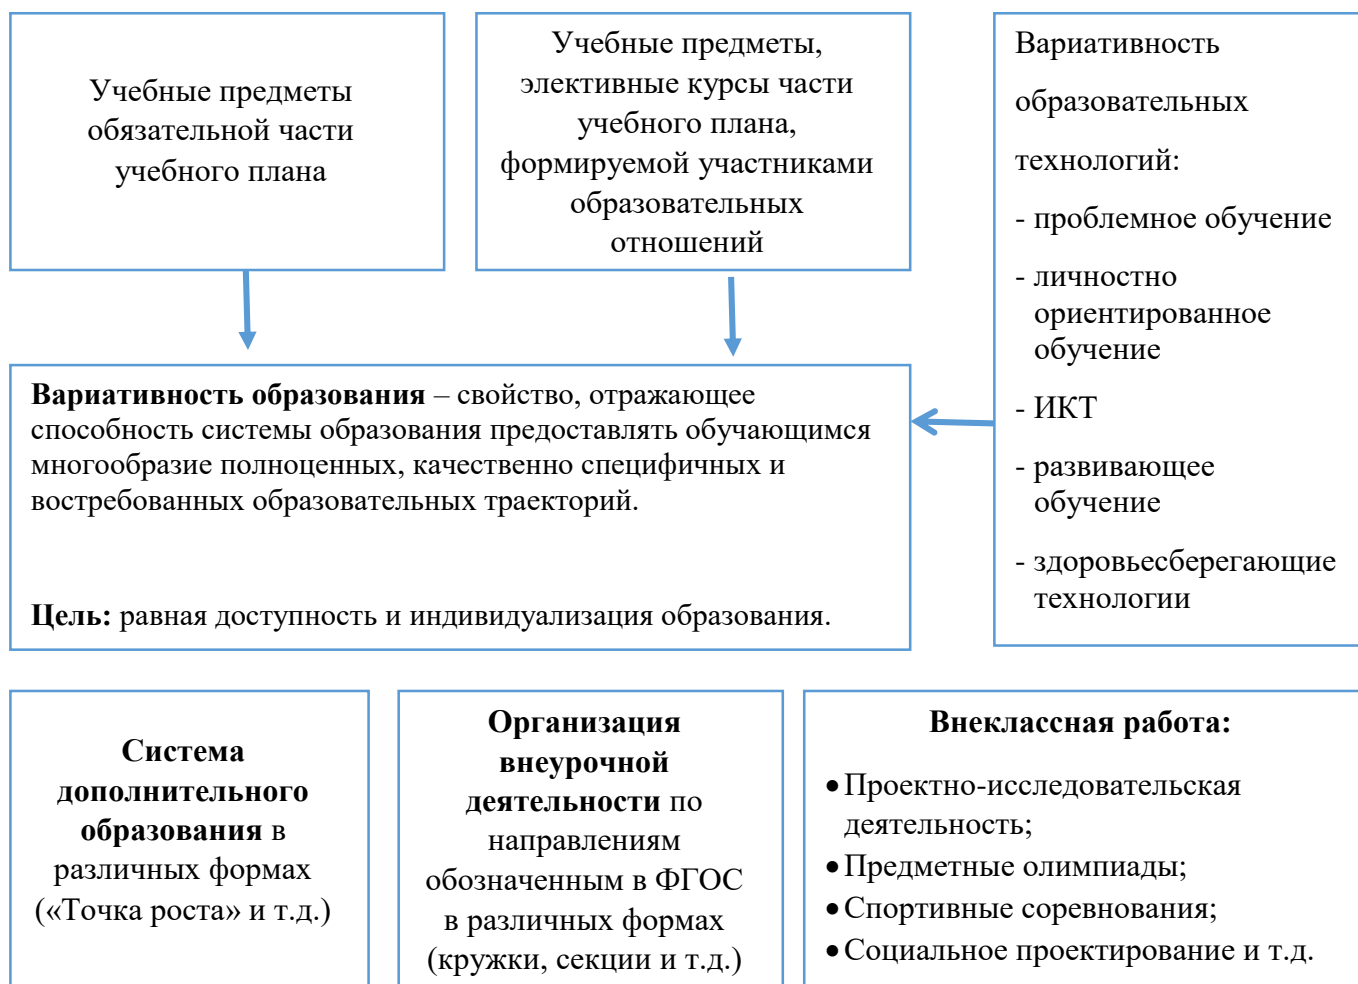 Учебные предметы
обязательной части
учебного плана
Учебные предметы,
элективные курсы части
учебного плана,
формируемой участниками
образовательных
отношений
Вариативность
образовательных
технологий:
- проблемное обучение
- личностно
ориентированное
обучение
- ИКТ
- развивающее
обучение
- здоровьесберегающие
технологии
Вариативность образования – свойство, отражающее
способность системы образования предоставлять обучающимся
многообразие полноценных, качественно специфичных и
востребованных образовательных траекторий.
Цель: равная доступность и индивидуализация образования.
Система
дополнительного
образования в
различных формах
(«Точка роста» и т.д.)
Организация
внеурочной
деятельности по
направлениям
обозначенным в ФГОС
в различных формах
(кружки, секции и т.д.)
Внеклассная работа:
• Проектно-исследовательская
деятельность;
• Предметные олимпиады;
• Спортивные соревнования;
• Социальное проектирование и т.д.